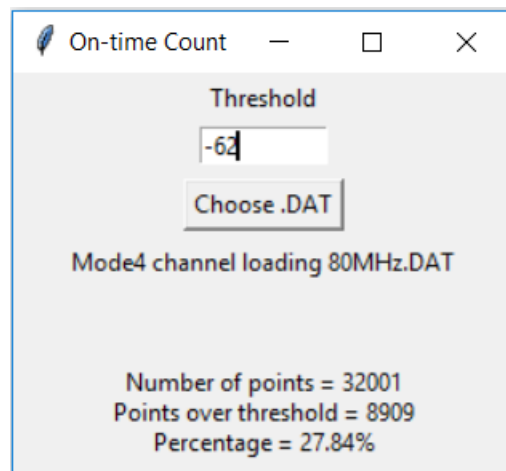 On-time Count
Threshold
-62
Choose .DAT
Mode4 channel loading 80MHz.DAT
Number of points = 32001
Points over threshold = 8909
Percentage = 27.84%